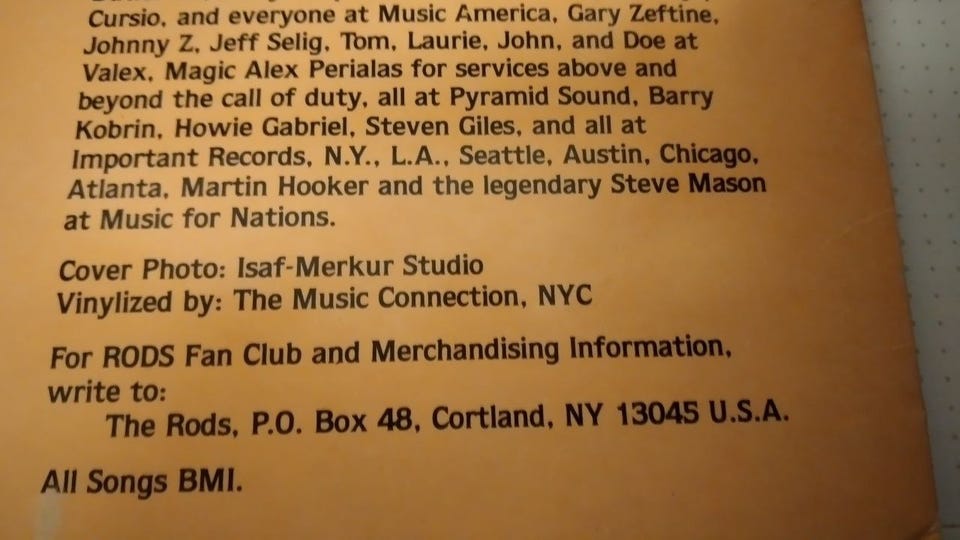 Cursio, and everyone at Music America, Gary Zeftine,
Johnny Z, Jeff Selig, Tom, Laurie, John, and Doe at
Valex, Magic Alex Perialas for services above and
beyond the call of duty, all at Pyramid Sound, Barry
Kobrin, Howie Gabriel, Steven Giles, and all at
Important Records, N.Y., L.A., Seattle, Austin, Chicago,
Atlanta, Martin Hooker and the legendary Steve Mason
at Music for Nations.
Cover Photo: Isaf-Merkur Studio
Vinylized by: The Music Connection, NYC
For RODS Fan Club and Merchandising Information,
write to:
The Rods, P.O. Box 48, Cortland, NY 13045 U.S.A.
All Songs BMI.